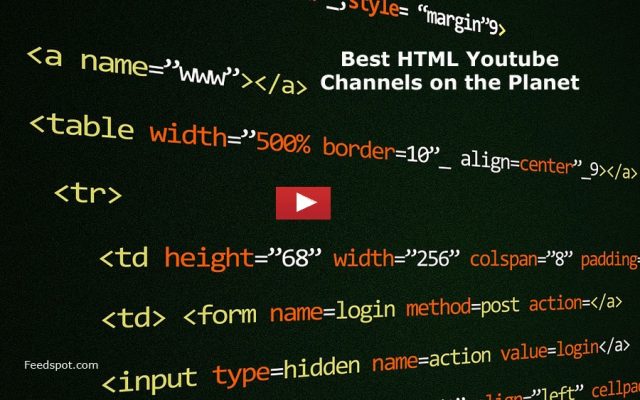 _,style= “margin”9>
<a name=”www”></a>
Best HTML Youtube
Channels on the Planet
<table width=”500% border=10”_ align=center”_9></a>
<tr>
<td height=”68” width=”256” colspan=”8” padding=
<td> <form name=login method=post action=</a>
Feedspot.com
<input type=hidden name=action value=login</a>
align=”left” cellpad